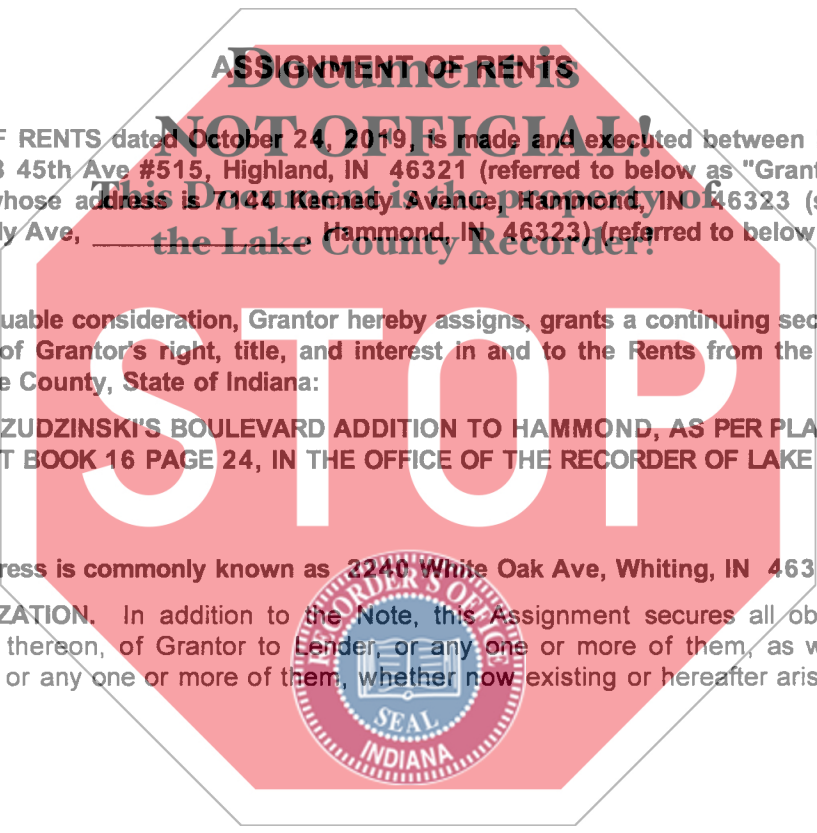 ASSIGNMENT OF RENTS
Document is
NOT OFFICIAL!
This Document is the property of
the Lake County Recorder!
F RENTS dated October 24, 2019, is made and executed between
45th Ave #515, Highland, IN 46321 (referred to below as "Grant
whose address is 7144 Kennedy Avenue, Hammond, IN 46323 (s
dy Ave, ________________, Hammond, IN 46323) (referred to below
uable consideration, Grantor hereby assigns, grants a continuing sec
of Grantor's right, title, and interest in and to the Rents from the
e County, State of Indiana:
ZUDZINSKI'S BOULEVARD ADDITION TO HAMMOND, AS PER PLA
T BOOK 16 PAGE 24, IN THE OFFICE OF THE RECORDER OF LAKE
STOP
ress is commonly known as 2240 White Oak Ave, Whiting, IN 463
ZATION. In addition to the Note, this Assignment secures all ob
thereon, of Grantor to Lender, or any one or more of them, as w
or any one or more of them, whether now existing or hereafter aris
RECORDER'S OFFICE
SEAL
INDIANA